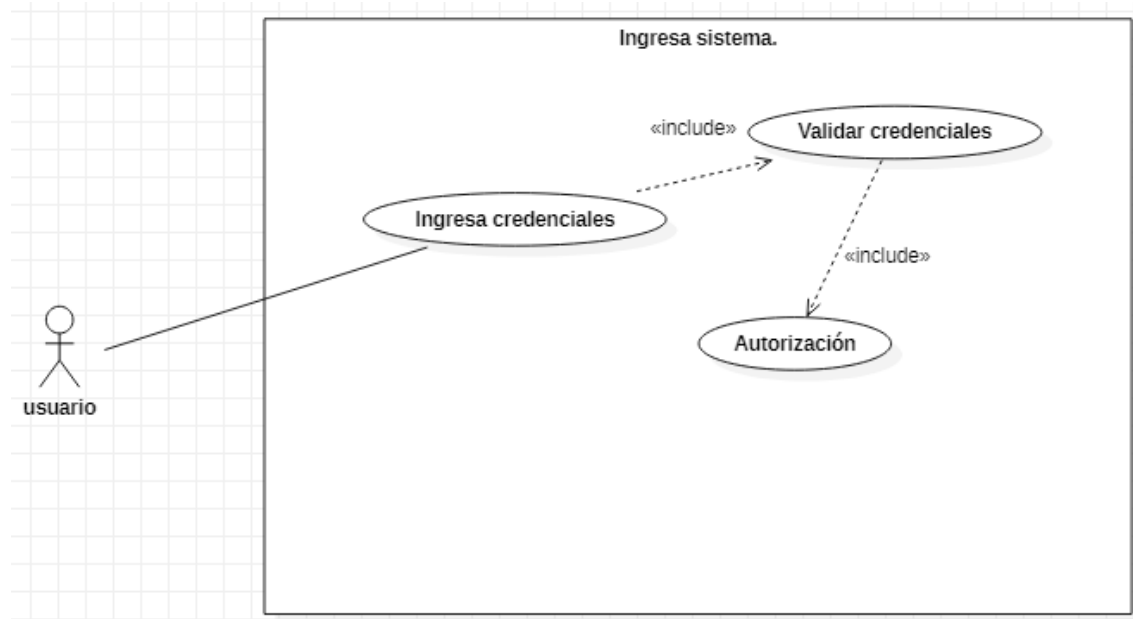 Ingresa sistema.
«include»
Validar credenciales
Ingresa credenciales
«include»
Autorización
usuario